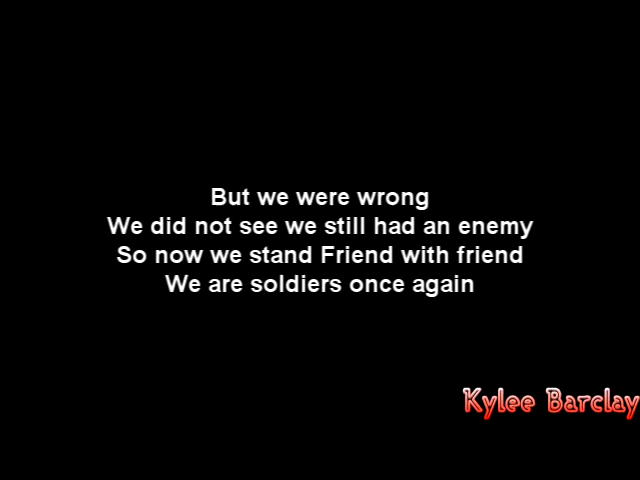 But we were wrong
We did not see we still had an enemy
So now we stand Friend with friend
We are soldiers once again
Kylee Barclay